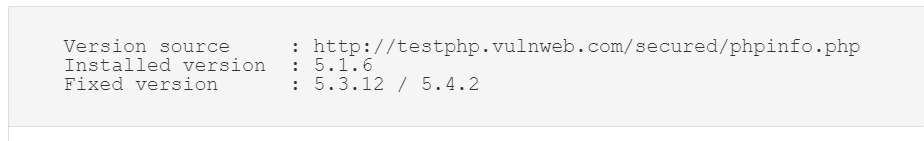 Version source : http://testphp.vulnweb.com/secured/phpinfo.php
Installed version : 5.1.6
Fixed version : 5.3.12 / 5.4.2